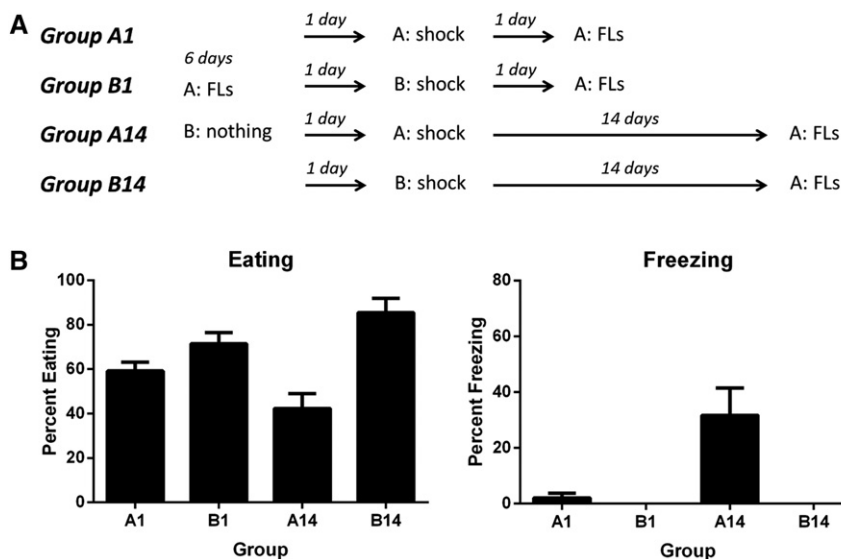 A
Group A1 1 day A: shock 1 day A: FLs
6 days
Group B1 A: FLs 1 day B: shock 1 day A: FLs
Group A14 B: nothing 1 day A: shock 14 days A: FLs
Group B14 1 day B: shock 14 days A: FLs
B
Eating
Percent Eating
100
80
60
40
20
0
A1 B1 A14 B14
Group
Freezing
Percent Freezing
80
60
40
20
0
A1 B1 A14 B14
Group